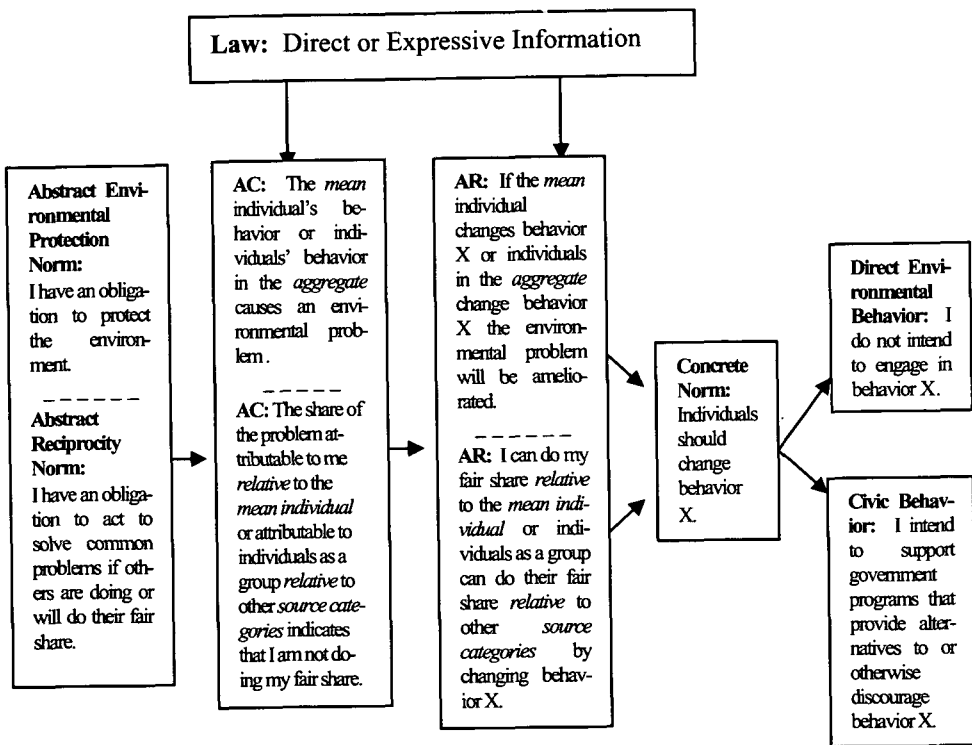 Law: Direct or Expressive Information
Abstract Envi-
ronmental
Protection
Norm:
I have an obliga-
tion to protect
the environ-
ment.
Abstract
Reciprocity
Norm:
I have an obliga-
tion to act to
solve common
problems if oth-
ers are doing or
will do their fair
share.
AC: The mean
individual's be-
havior or indi-
viduals' behavior
in the aggregate
causes an envi-
ronmental prob-
lem.
AC: The share of
the problem at-
tributable to me
relative to the
mean individual
or attributable to
individuals as a
group relative to
other source cate-
gories indicates
that I am not do-
ing my fair share.
AR: If the mean
individual
changes behavior
X or individuals
in the aggregate
change behavior
X the environ-
mental problem
will be amelio-
rated.
AR: I can do my
fair share relative
to the mean indi-
vidual or indi-
viduals as a group
can do their fair
share relative to
other source
categories by
changing behav-
ior X.
Concrete
Norm:
Individuals
should
change
behavior
X.
Direct Envi-
ronmental
Behavior: I
do not intend
to engage in
behavior X.
Civic Behav-
ior: I intend
to support
government
programs that
provide alter-
natives to or
otherwise
discourage
behavior X.